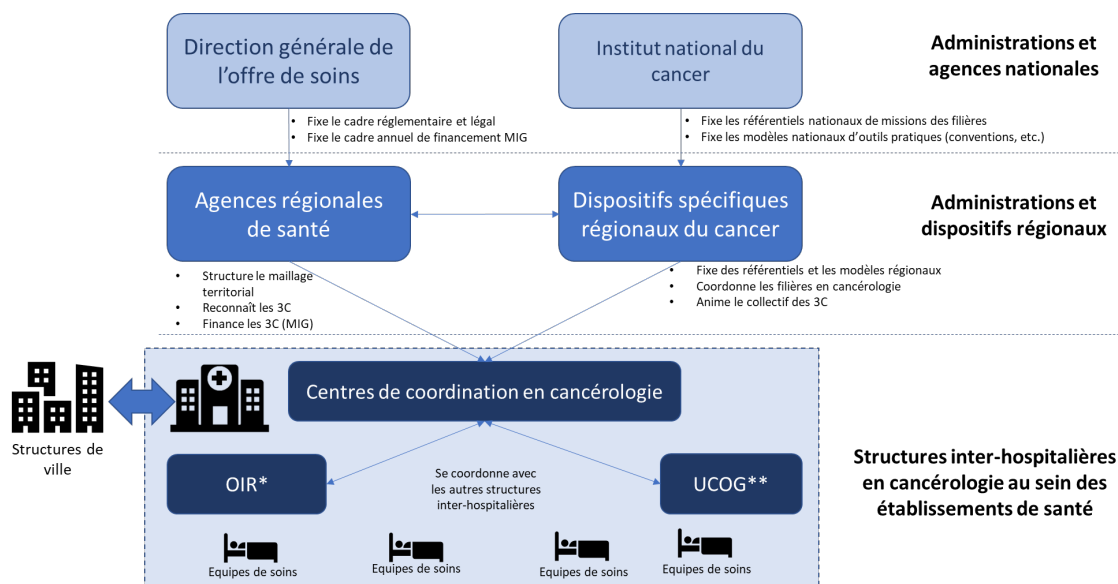 Direction générale de
l'offre de soins
Institut national du
cancer
Administrations et
agences nationales
• Fixe le cadre réglementaire et légal
• Fixe le cadre annuel de financement MIG
• Fixe les référentiels nationaux de missions des filières
• Fixe les modèles nationaux d'outils pratiques (conventions, etc.)
Agences régionales
de santé
Dispositifs spécifiques
régionaux du cancer
Administrations et
dispositifs régionaux
• Structure le maillage
territorial
• Reconnaît les 3C
• Finance les 3C (MIG)
• Fixe des référentiels et les modèles régionaux
• Coordonne les filières en cancérologie
• Anime le collectif des 3C
Structures de
ville
Centres de coordination en cancérologie
OIR*
Se coordonne avec
les autres structures
inter-hospitalières
UCOG**
Structures inter-hospitalières
en cancérologie au sein des
établissements de santé
Equipes de soins
Equipes de soins
Equipes de soins
Equipes de soins